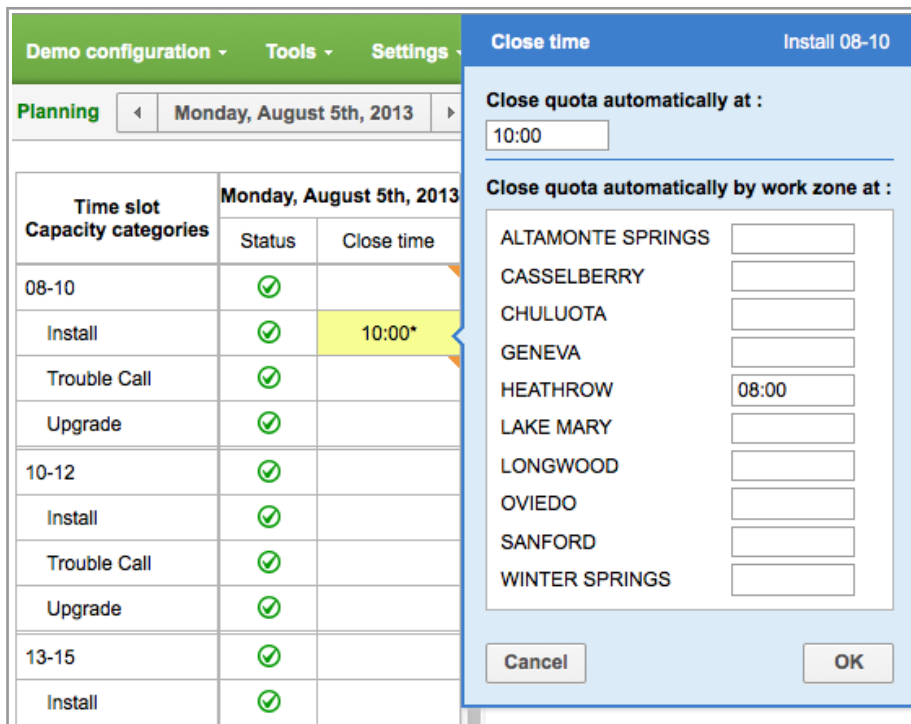 Demo configuration Tools Settings
Planning Monday, August 5th, 2013
Time slot
Capacity categories
Monday, August 5th, 2013
Status Close time
08-10
Install 10:00*
Trouble Call
Upgrade
10-12
Install
Trouble Call
Upgrade
13-15
Install
Close time Install 08-10
Close quota automatically at :
10:00
Close quota automatically by work zone at :
ALTAMONTE SPRINGS
CASSELBERRY
CHULUOTA
GENEVA
HEATHROW 08:00
LAKE MARY
LONGWOOD
OVIEDO
SANFORD
WINTER SPRINGS
Cancel OK